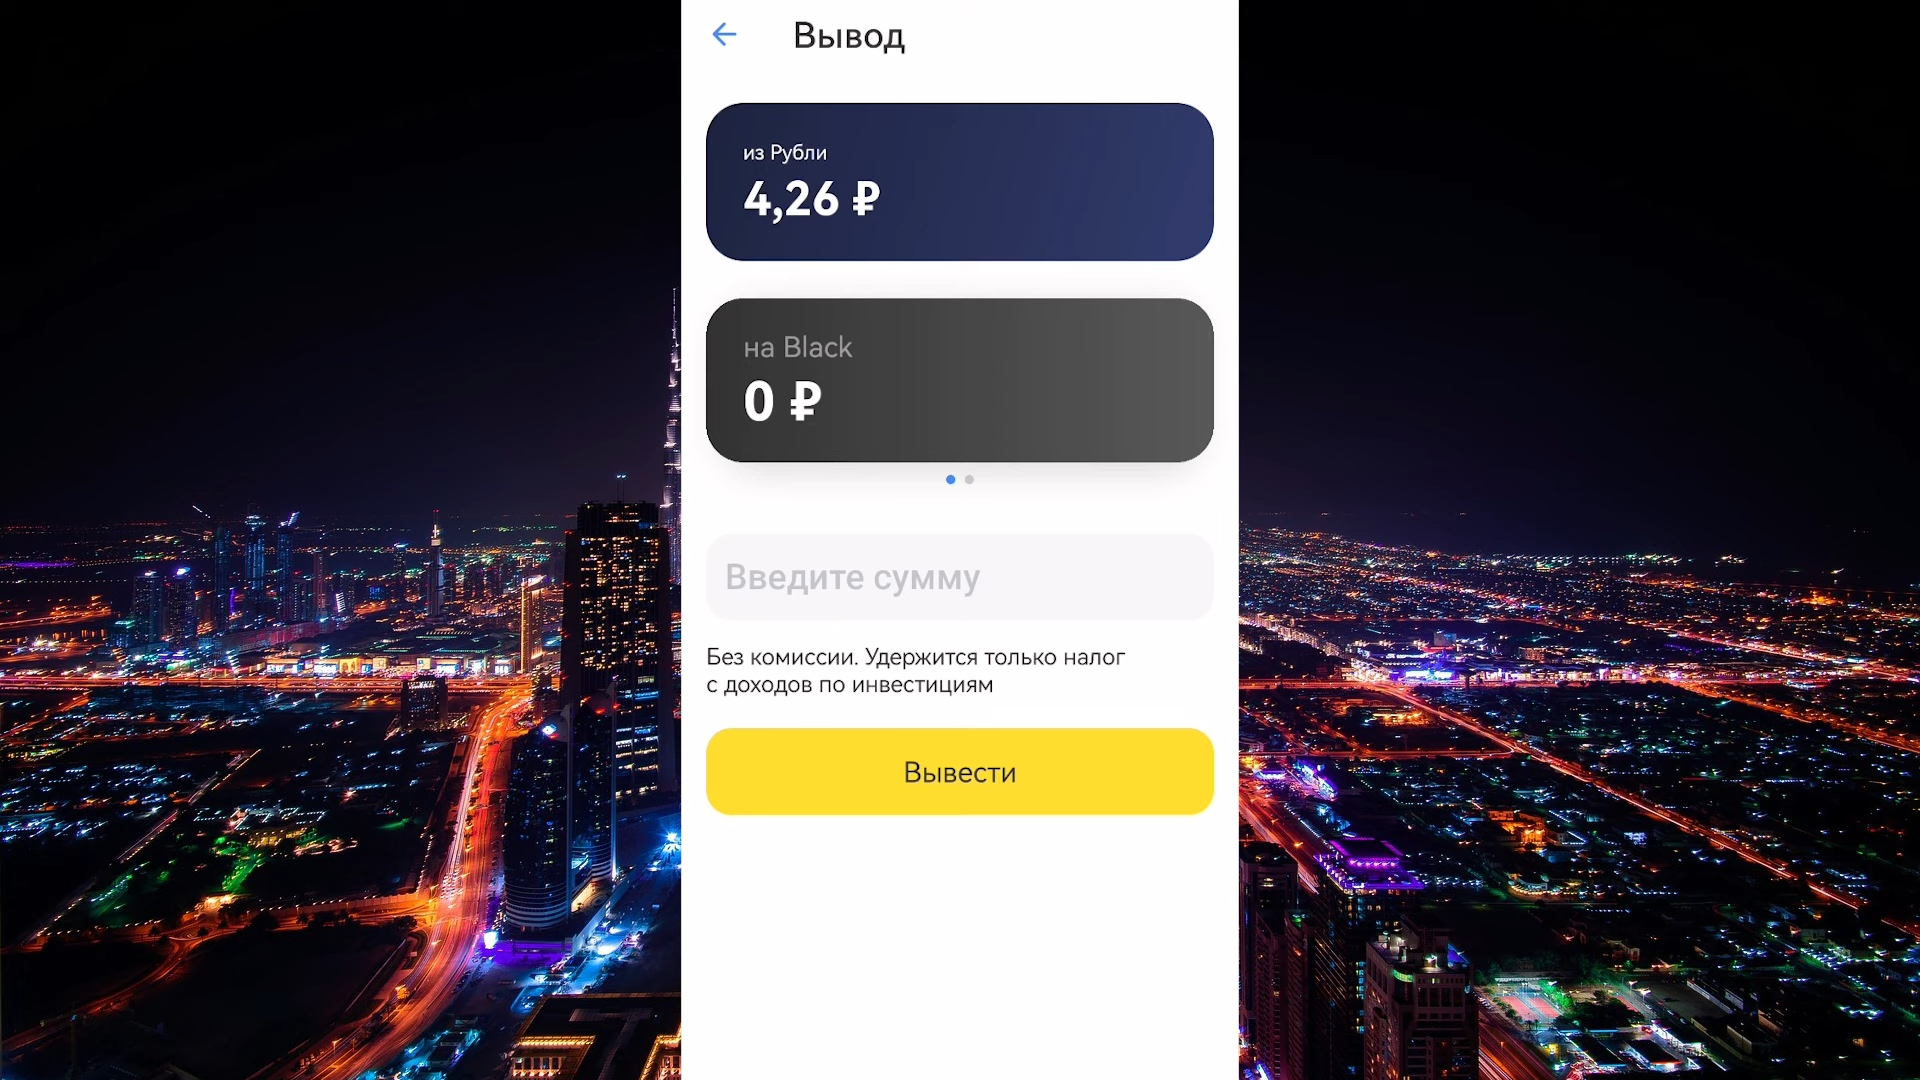 Вывод
из Рубли
4,26 ₽
на Black
0 ₽
Введите сумму
Без комиссии. Удержится только налог
с доходов по инвестициям
Вывести